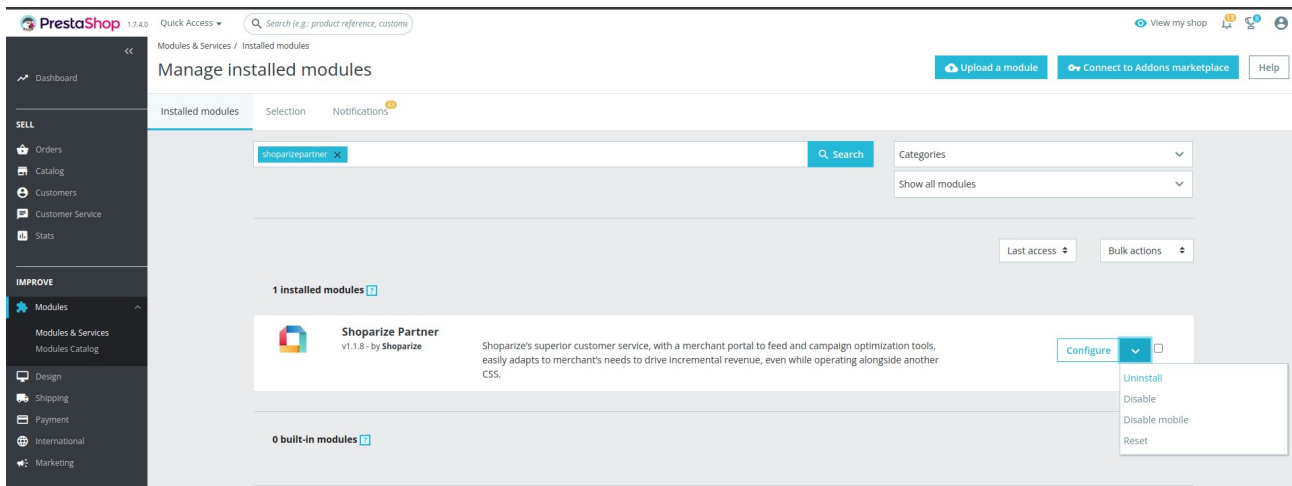 PrestaShop 1.7.4.0 Quick Access Search (e.g.: product reference, custome View my shop 13 2
Modules & Services / Installed modules
Manage installed modules
Upload a module Connect to Addons marketplace Help
Installed modules Selection Notifications 43
Dashboard
SELL
Orders
Catalog
Customers
Customer Service
Stats
IMPROVE
Modules
Modules & Services
Modules Catalog
Design
Shipping
Payment
International
Marketing
shoparizepartner Search Categories
Show all modules
Last access Bulk actions
1 installed modules ?
Shoparize Partner
v1.1.8 - by Shoparize
Shoparize's superior customer service, with a merchant portal to feed and campaign optimization tools,
easily adapts to merchant's needs to drive incremental revenue, even while operating alongside another
CSS.
Configure
Uninstall
Disable
Disable mobile
Reset
0 built-in modules ?